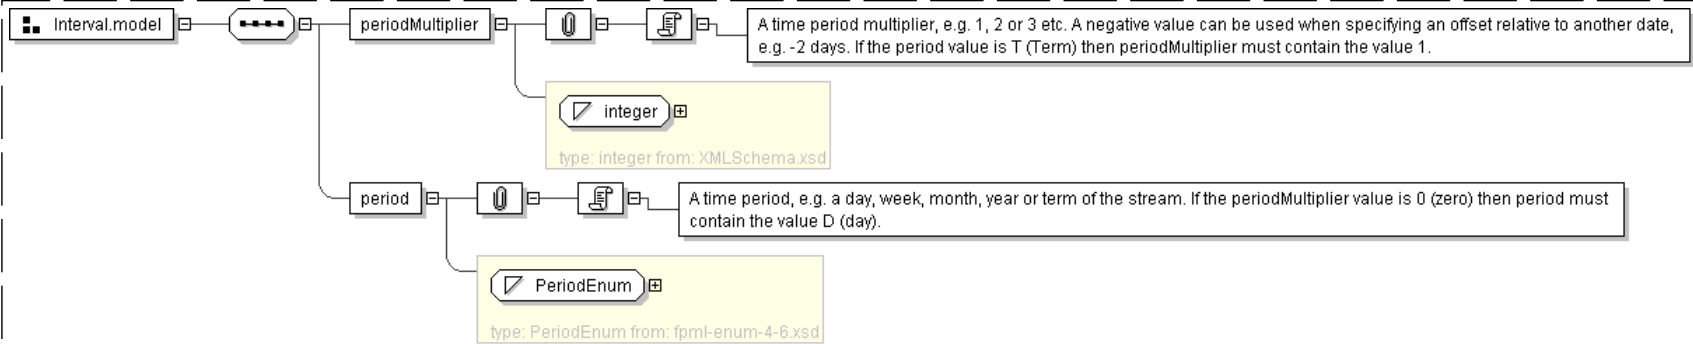 Interval.model
periodMultiplier
A time period multiplier, e.g. 1, 2 or 3 etc. A negative value can be used when specifying an offset relative to another date,
e.g. -2 days. If the period value is T (Term) then periodMultiplier must contain the value 1.
integer
type: integer from: XMLSchema.xsd
period
A time period, e.g. a day, week, month, year or term of the stream. If the periodMultiplier value is 0 (zero) then period must
contain the value D (day).
PeriodEnum
type: PeriodEnum from: fpml-enum-4-6.xsd